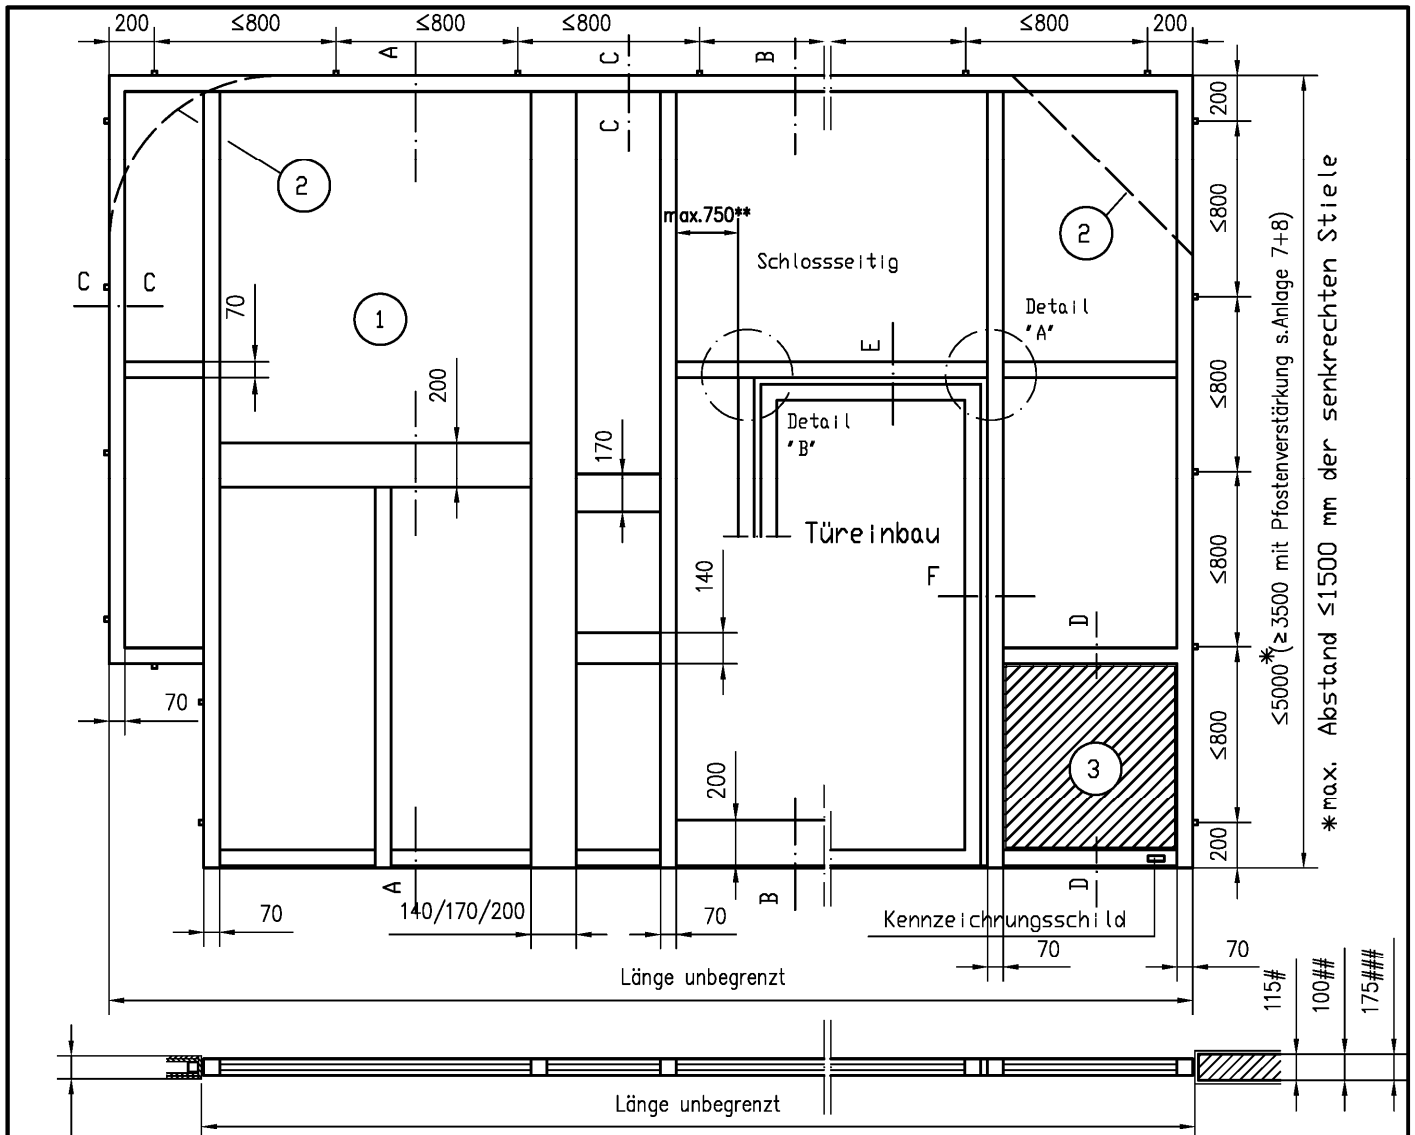 200 ≤800 ≤800 ≤800 ≤800 200
A C B
C
200
≤800
≤800
≤800
≤800
200
2
max.750**
2
Schlossseitig
C C
70
1
Detail
"A"
E
200
170
Detail
"B"
Türeinbau
F
140
D
70
200
3
A
B
D
70
140/170/200
70
Kennzeichnungsschild
70
70
Länge unbegrenzt
≤5000*(≥3500 mit Pfostenverstärkung s.Anlage 7+8)
*max. Abstand ≤1500 mm der senkrechten Stiele
115#
100##
175###
Länge unbegrenzt